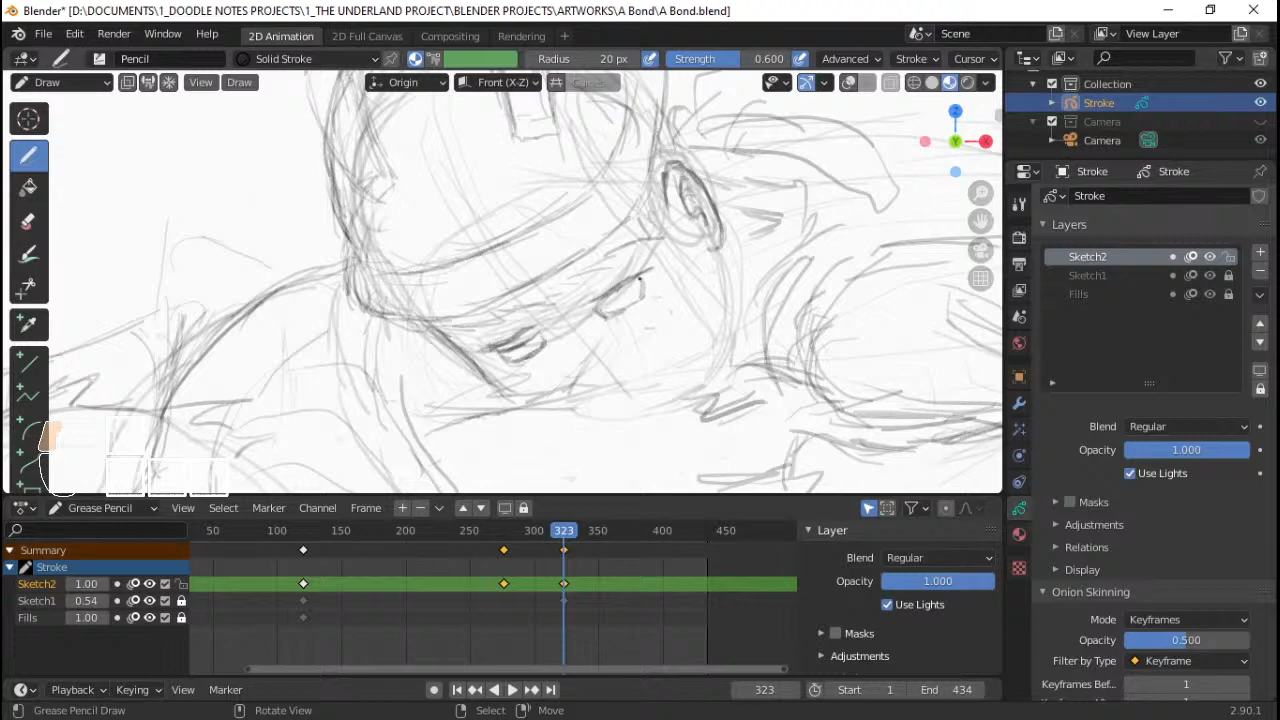 Blender* [D:\DOCUMENTS\1_DOODLE NOTES PROJECTS\1_THE UNDERLAND PROJECT\BLENDER PROJECTS\ARTWORKS\A Bond\A Bond.blend]
File Edit Render Window Help 2D Animation 2D Full Canvas Compositing Rendering Scene View Layer
Pencil Solid Stroke Radius 20 px Strength 0.600 Advanced Stroke Cursor
Draw View Draw Origin Front (X-Z)
Collection
Stroke
Camera
Camera
Z
Y X
Stroke Stroke
Stroke
Layers
Sketch2
Sketch1
Fills
Blend Regular
Opacity 1.000
Use Lights
Masks
Adjustments
Relations
Display
Onion Skinning
Mode Keyframes
Opacity 0.500
Filter by Type Keyframe
Keyframes Bef... 1
Grease Pencil View Select Marker Channel Frame
50 100 150 200 250 300 323 350 400 450
Summary
Stroke
Sketch2 1.00
Sketch1 0.54
Fills 1.00
Layer
Blend Regular
Opacity 1.000
Use Lights
Masks
Adjustments
Playback Keying View Marker 323 Start 1 End 434
Grease Pencil Draw Rotate View Select Move 2.90.1